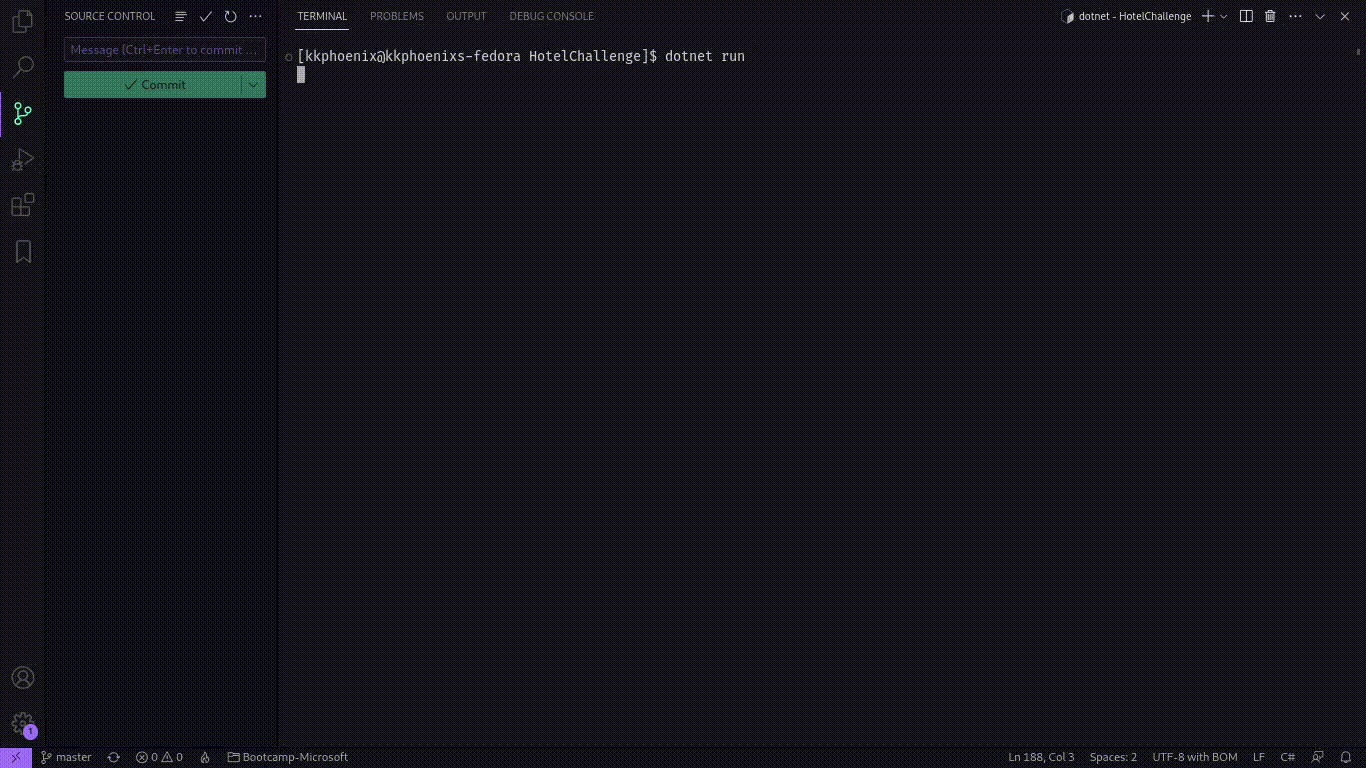 SOURCE CONTROL
Message (Ctrl+Enter to commit ...
Commit
TERMINAL PROBLEMS OUTPUT DEBUG CONSOLE
dotnet - HotelChallenge
[kkphoenix@kkphoenixs-fedora HotelChallenge]$ dotnet run
1
master 0 0 Bootcamp-Microsoft Ln 188, Col 3 Spaces: 2 UTF-8 with BOM LF C#